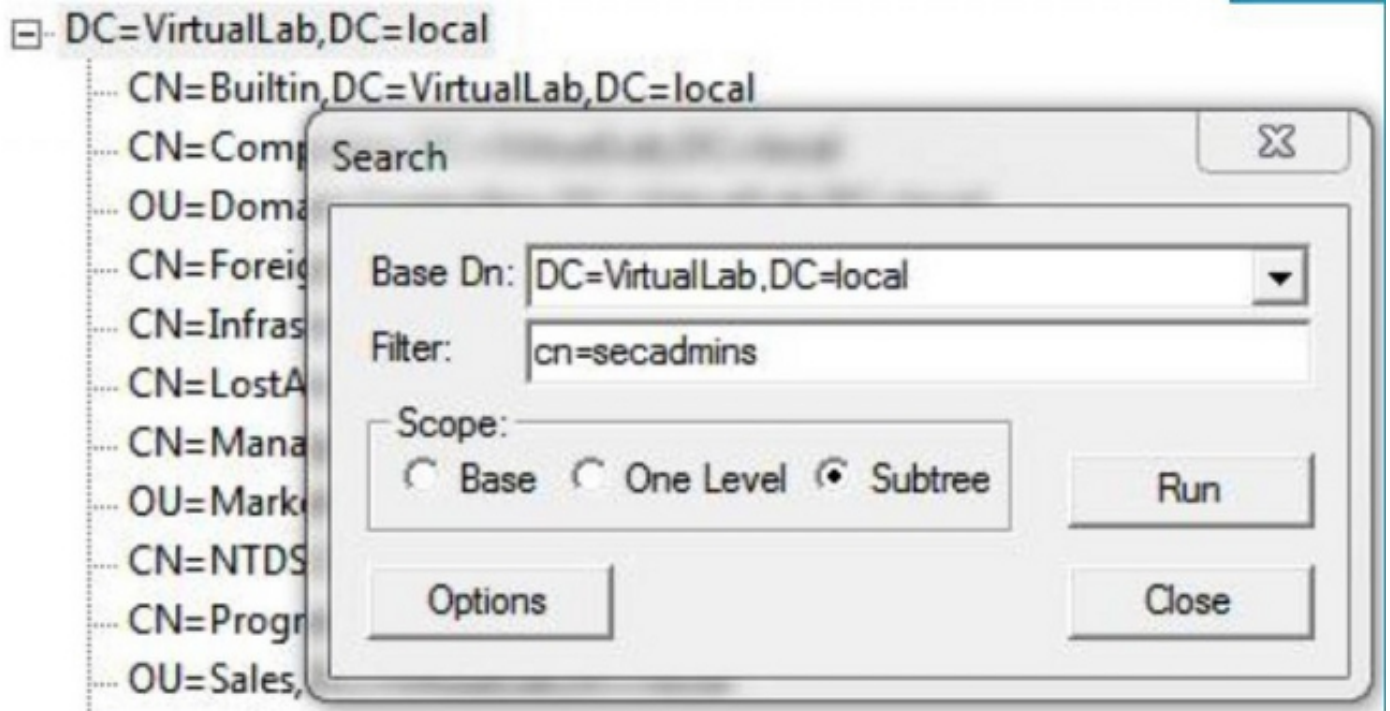 DC=VirtualLab,DC=local
CN=Builtin,DC=VirtualLab,DC=local
CN=Comp
OU=Doma
CN=Foreig
CN=Infras
CN=LostA
CN=Mana
OU=Marke
CN=NTDS
CN=Progr
OU=Sales,
Search
Base Dn: DC=VirtualLab,DC=local
Filter: cn=secadmins
Scope:
Base One Level Subtree
Run
Options
Close